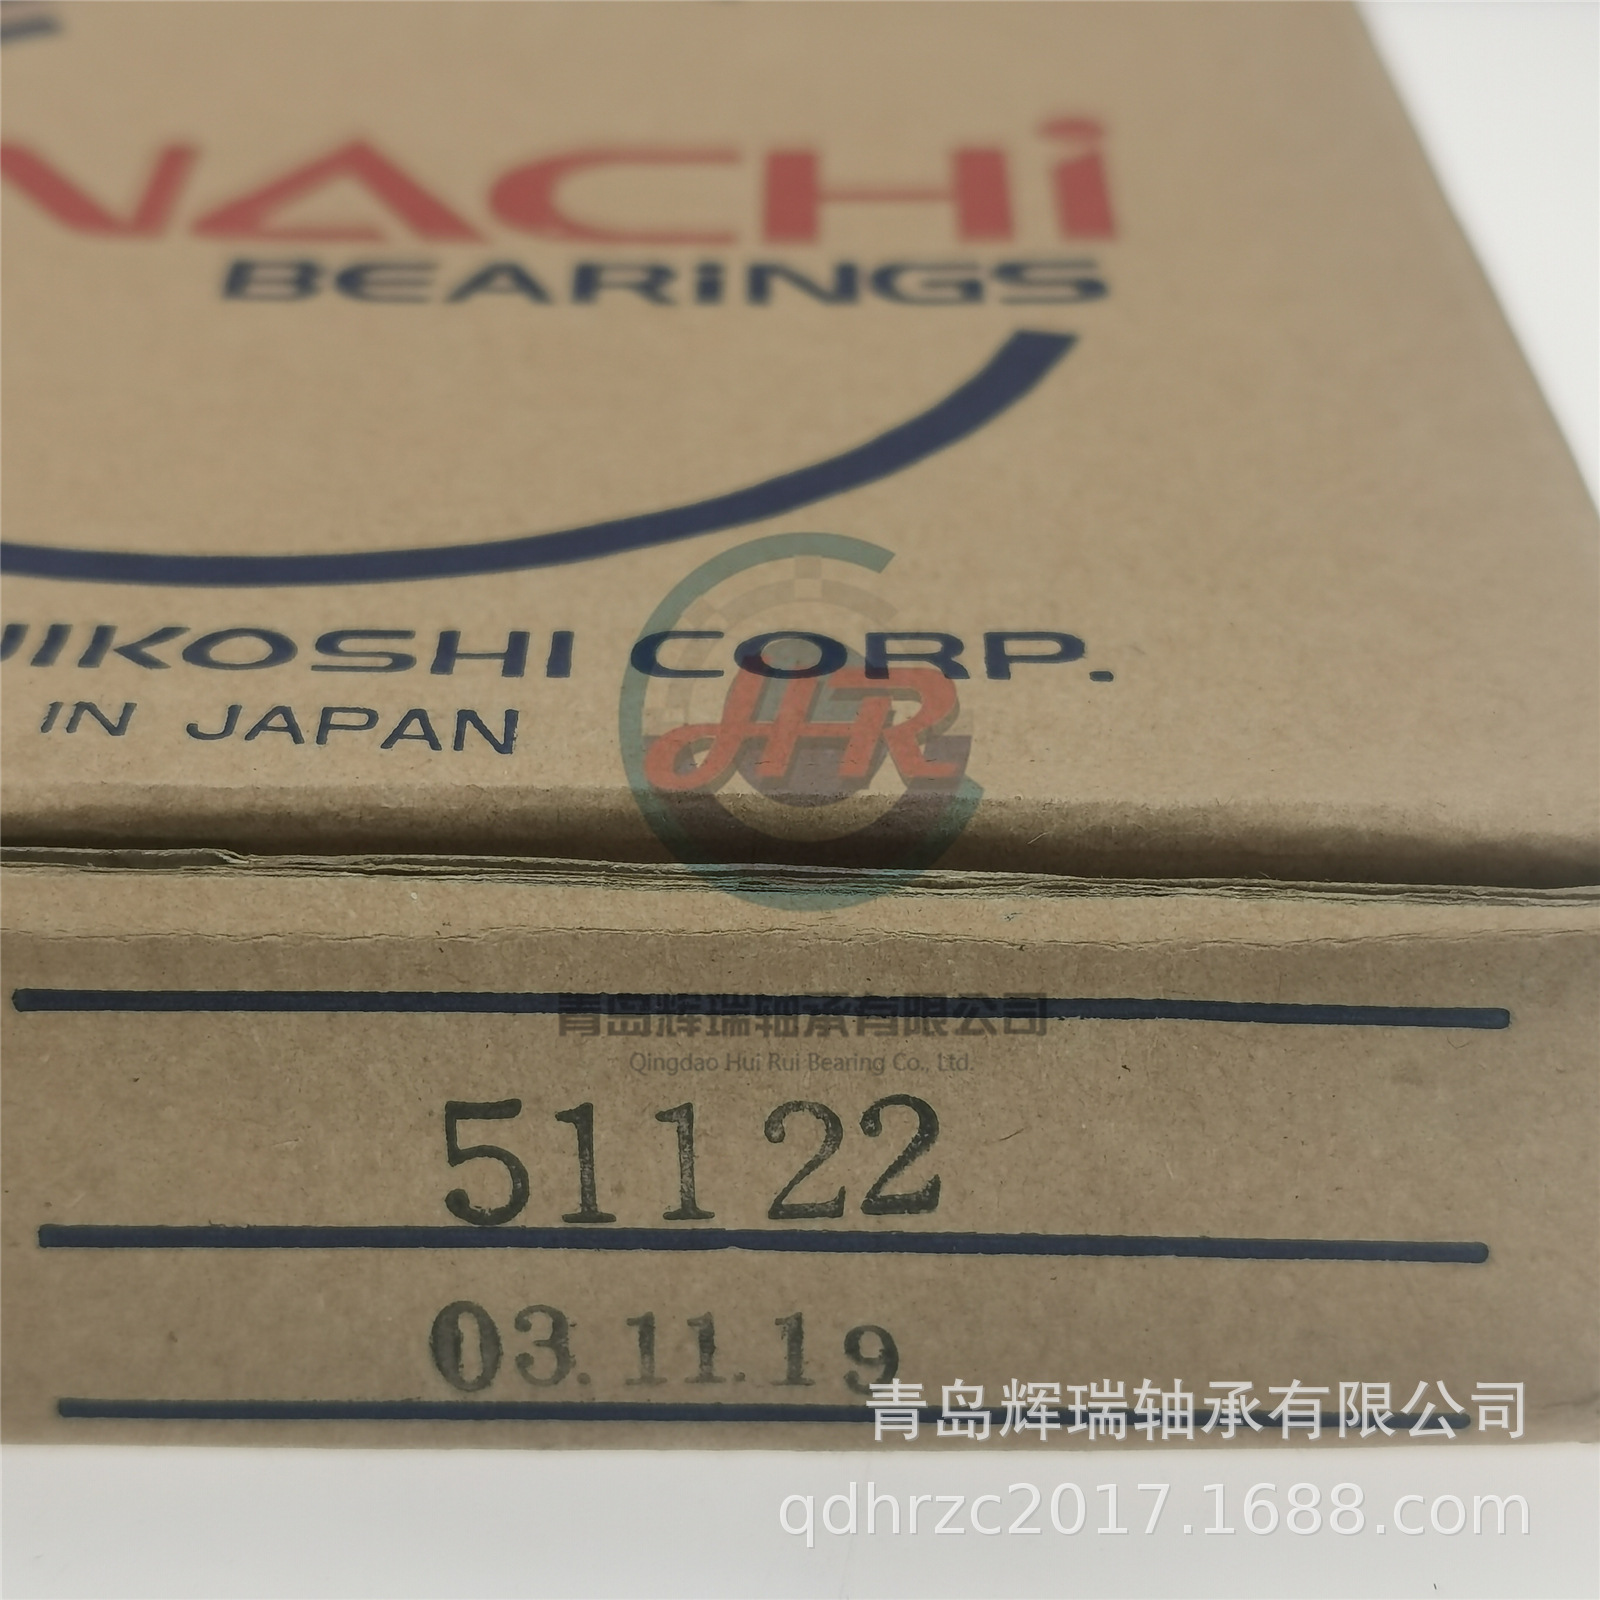 NACHi
BEARiNGS
JIKOSHI CORP.
IN JAPAN
HR
青岛辉瑞轴承有限公司
Qingdao Hui Rui Bearing Co., Ltd.
51122
03.11.19
青岛辉瑞轴承有限公司
qdhrzc2017.1688.com